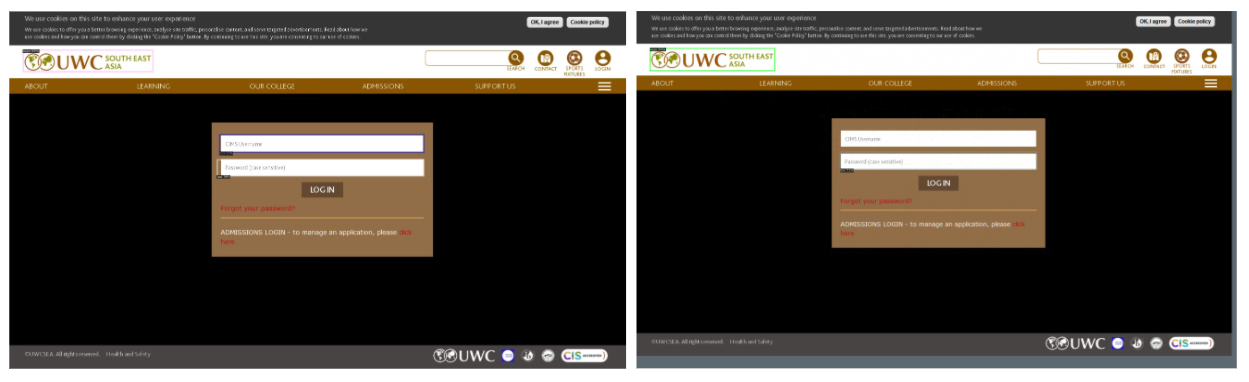 We use cookies on this site to enhance your user experience
We use cookies to offer you a better browsing experience, analyse site traffic, personalise content, and serve targeted advertisements. Read about how we
use cookies and how you can control them by clicking the "Cookie Policy" button. By continuing to use this site, you are consenting to our use of cookies.
OK, I agree Cookie policy
UWC SOUTH EAST
ASIA
SEARCH CONTACT SPORTS
FIXTURES LOGIN
ABOUT LEARNING OUR COLLEGE ADMISSIONS SUPPORT US
CIMS Username
Password (case sensitive)
LOG IN
Forgot your password?
ADMISSIONS LOGIN - to manage an application, please click
here
©UWCSEA. All rights reserved. Health and Safety
UWC CIS
We use cookies on this site to enhance your user experience
We use cookies to offer you a better browsing experience, analyse site traffic, personalise content, and serve targeted advertisements. Read about how we
use cookies and how you can control them by clicking the "Cookie Policy" button. By continuing to use this site, you are consenting to our use of cookies.
OK, I agree Cookie policy
UWC SOUTH EAST
ASIA
SEARCH CONTACT SPORTS
FIXTURES LOGIN
ABOUT LEARNING OUR COLLEGE ADMISSIONS SUPPORT US
CIMS Username
Password (case sensitive)
LOG IN
Forgot your password?
ADMISSIONS LOGIN - to manage an application, please click
here
©UWCSEA. All rights reserved. Health and Safety
UWC CIS